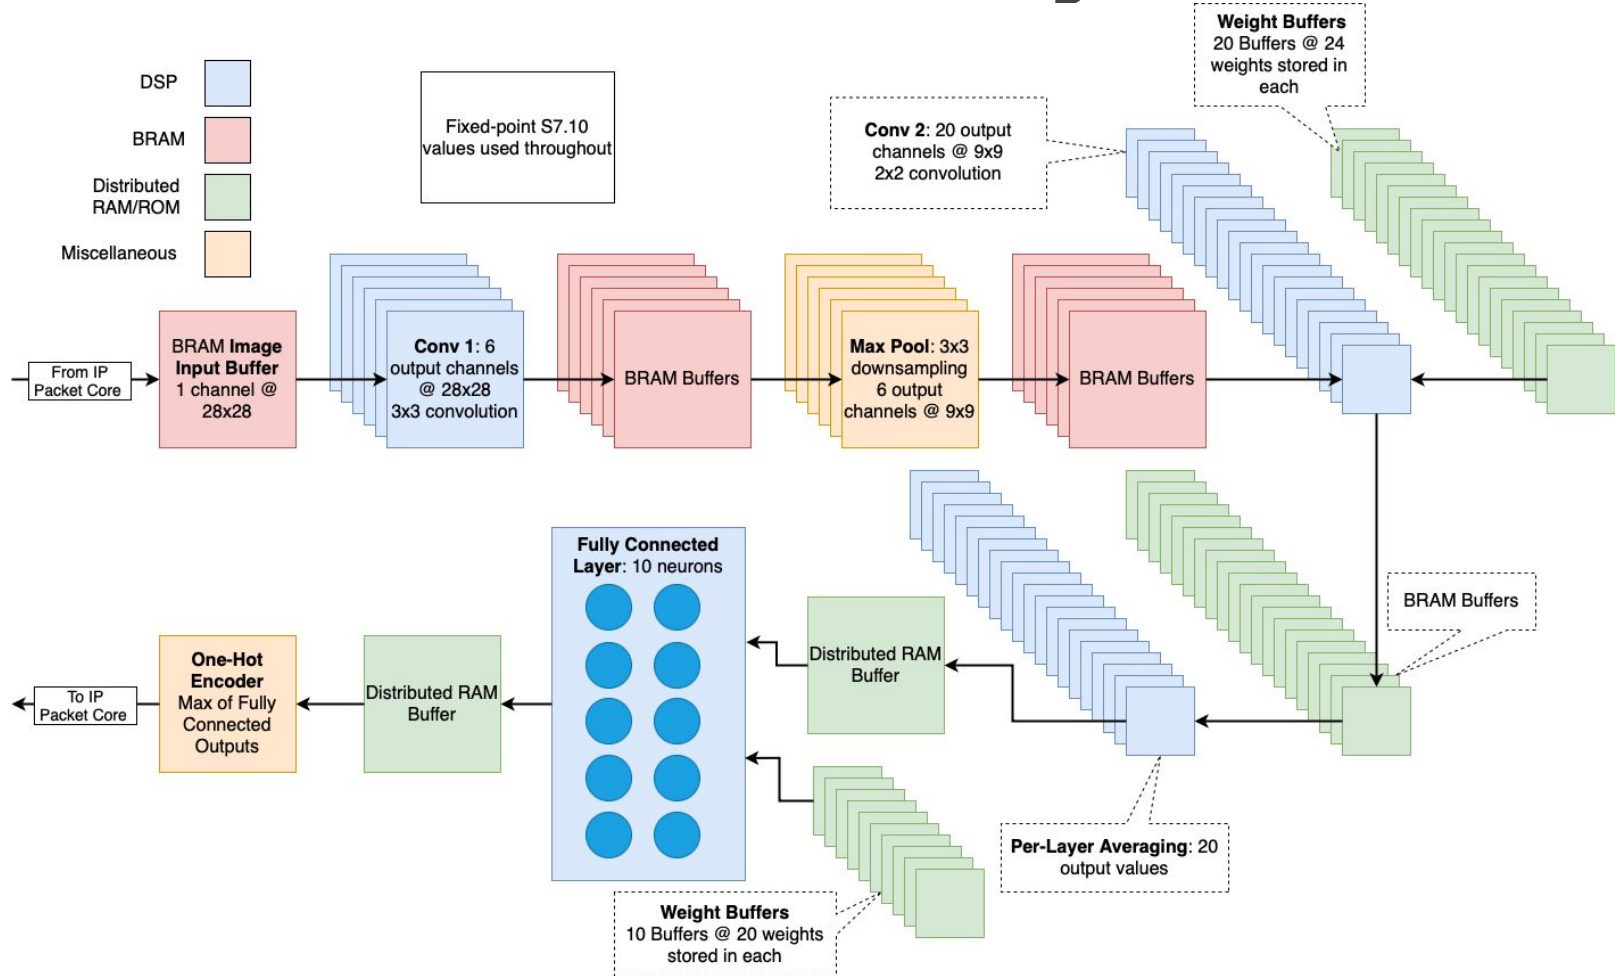 Weight Buffers
20 Buffers @ 24
weights stored in
each
DSP
BRAM
Distributed
RAM/ROM
Miscellaneous
Fixed-point S7.10
values used throughout
Conv 2: 20 output
channels @ 9x9
2x2 convolution
From IP
Packet Core
BRAM Image
Input Buffer
1 channel @
28x28
Conv 1: 6
output channels
@ 28x28
3x3 convolution
BRAM Buffers
Max Pool: 3x3
downsampling
6 output
channels @ 9x9
BRAM Buffers
BRAM Buffers
Per-Layer Averaging: 20
output values
Distributed RAM
Buffer
Fully Connected
Layer: 10 neurons
Weight Buffers
10 Buffers @ 20 weights
stored in each
Distributed RAM
Buffer
One-Hot
Encoder
Max of Fully
Connected
Outputs
To IP
Packet Core